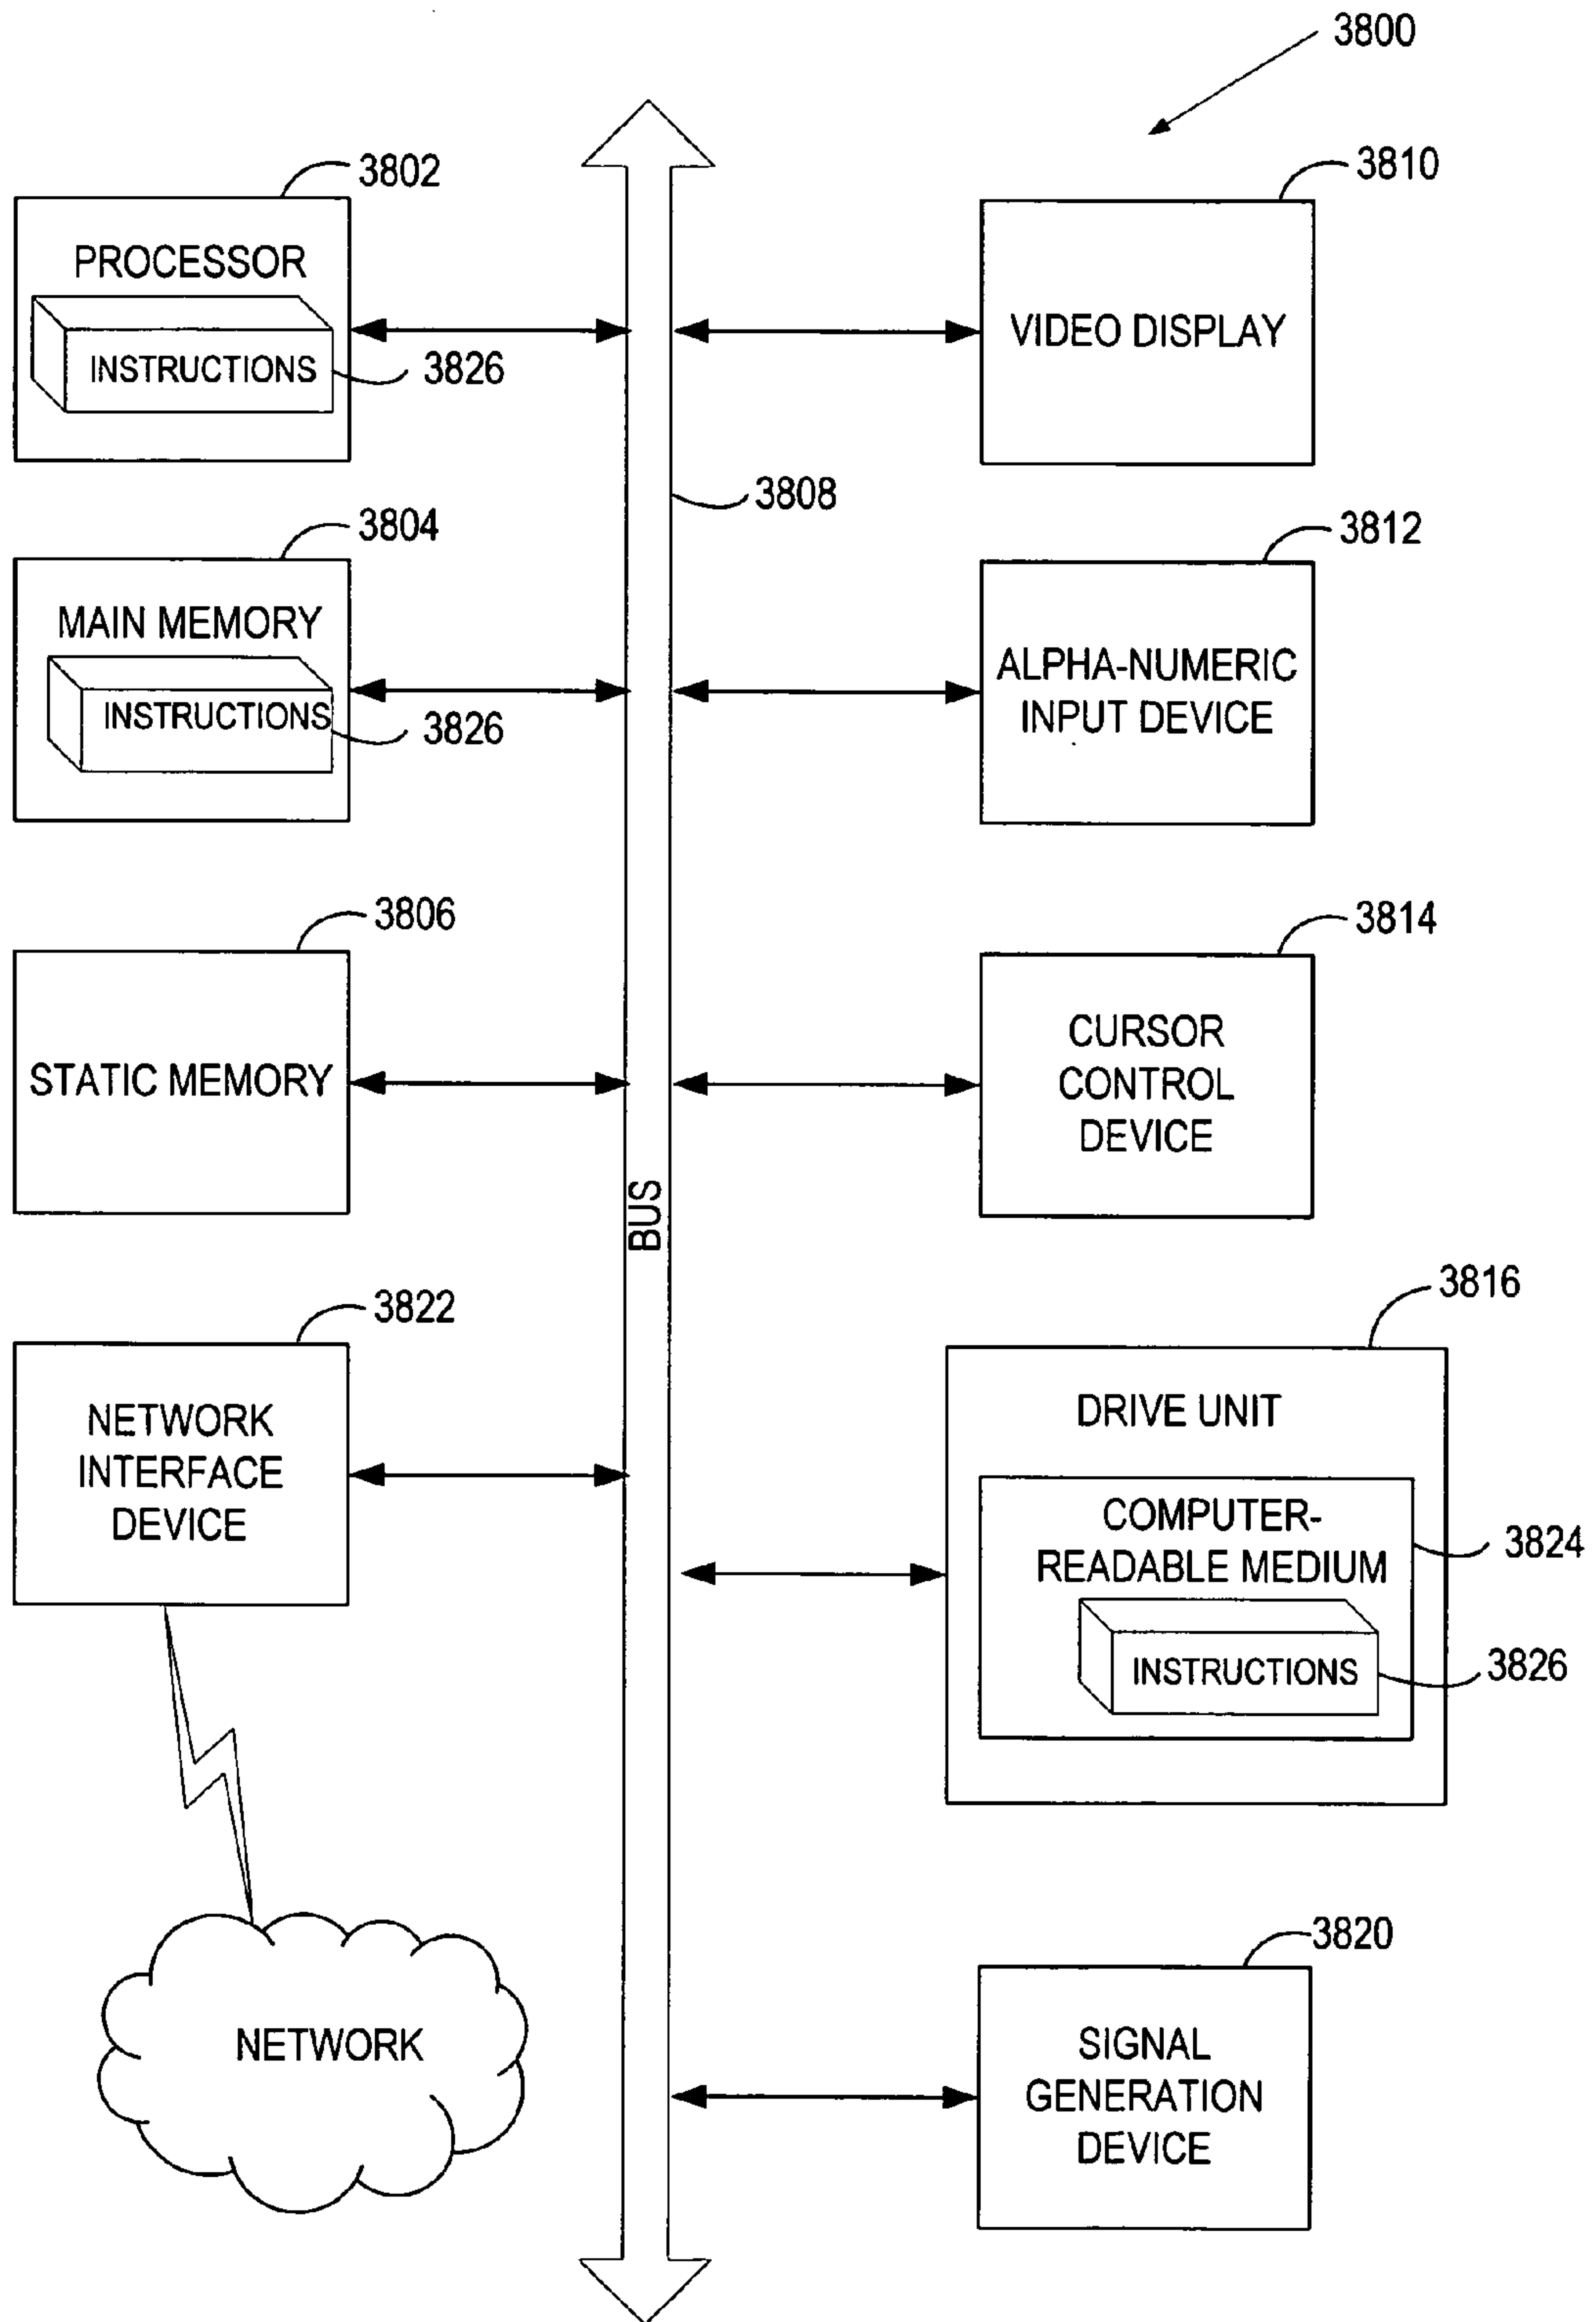 3800
3802
PROCESSOR
INSTRUCTIONS
3826
3804
MAIN MEMORY
INSTRUCTIONS
3826
3806
STATIC MEMORY
3822
NETWORK
INTERFACE
DEVICE
NETWORK
3808
BUS
3810
VIDEO DISPLAY
3812
ALPHA-NUMERIC
INPUT DEVICE
3814
CURSOR
CONTROL
DEVICE
3816
DRIVE UNIT
COMPUTER-
READABLE MEDIUM
3824
INSTRUCTIONS
3826
3820
SIGNAL
GENERATION
DEVICE